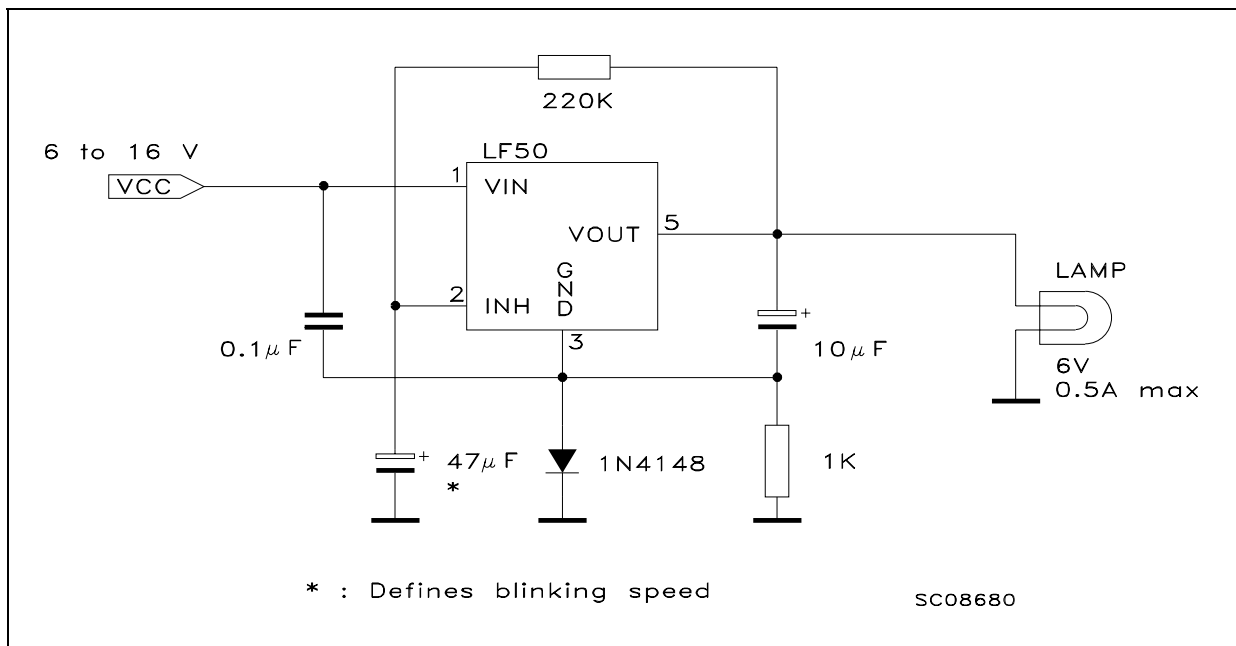 220K
6 to 16 V
LF50
VCC
1
VIN
5
VOUT
GND
LAMP
2
INH
3
0.1μF
10μF
6V
0.5A max
47μF
*
1N4148
1K
* : Defines blinking speed
SC08680